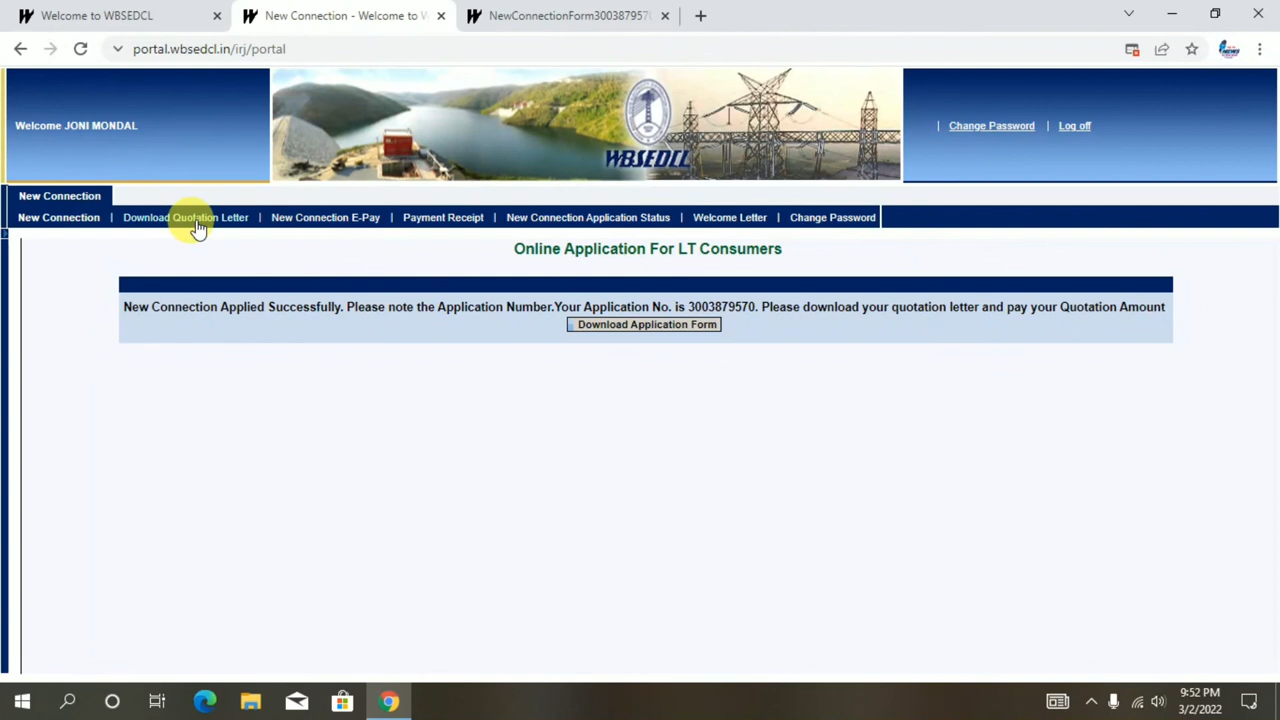 Welcome to WBSEDCL
New Connection - Welcome to W
NewConnectionForm3003879570
portal.wbsedcl.in/irj/portal
Welcome JONI MONDAL
WBSEDCL
| Change Password | Log off
New Connection
New Connection | Download Quotation Letter | New Connection E-Pay | Payment Receipt | New Connection Application Status | Welcome Letter | Change Password
Online Application For LT Consumers
New Connection Applied Successfully. Please note the Application Number.Your Application No. is 3003879570. Please download your quotation letter and pay your Quotation Amount
Download Application Form
9:52 PM
3/2/2022